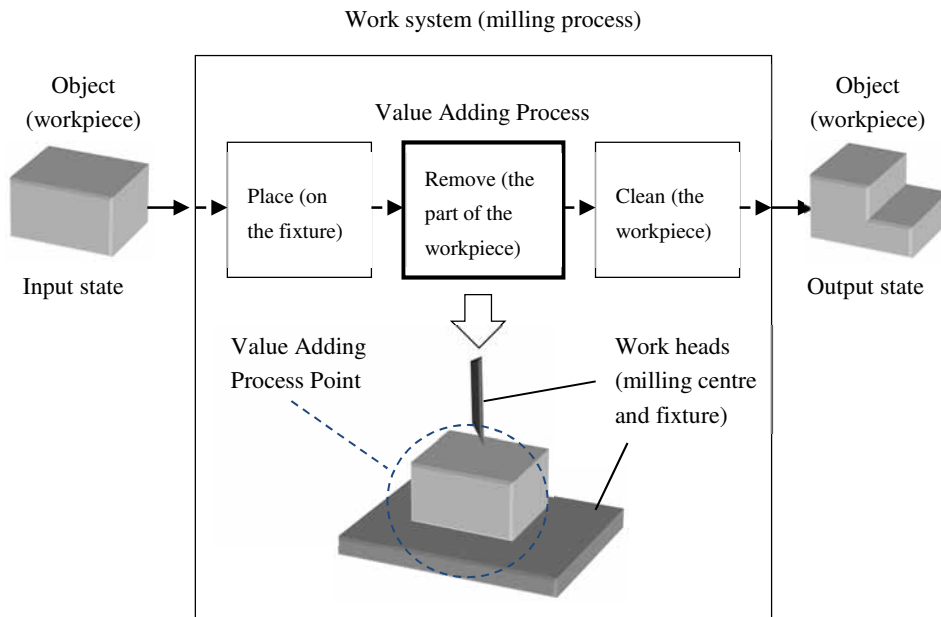 Work system (milling process)
Object
(workpiece)
Input state
Value Adding Process
Place (on
the fixture)
Remove (the
part of the
workpiece)
Clean (the
workpiece)
Object
(workpiece)
Output state
Value Adding
Process Point
Work heads
(milling centre
and fixture)